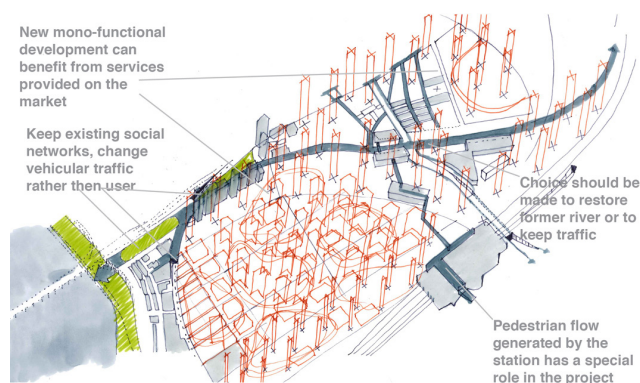 New mono-functional
development can
benefit from services
provided on the
market
Keep existing social
networks, change
vehicular traffic
rather then user
Choice should be
made to restore
former river or to
keep traffic
Pedestrian flow
generated by the
station has a special
role in the project